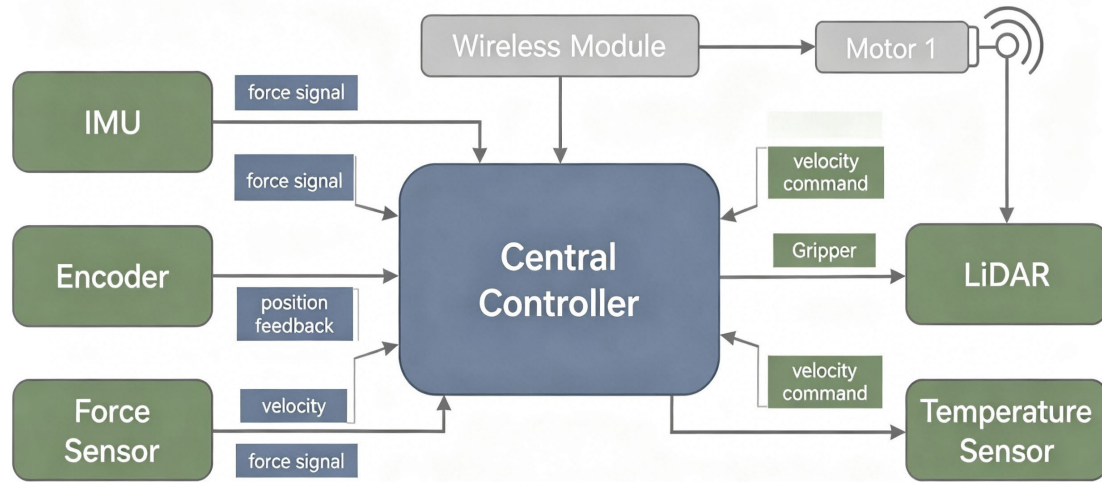 Wireless Module
Motor 1
IMU
force signal
force signal
velocity
command
Encoder
position
feedback
Central
Controller
Gripper
LiDAR
Force
Sensor
velocity
force signal
velocity
command
Temperature
Sensor